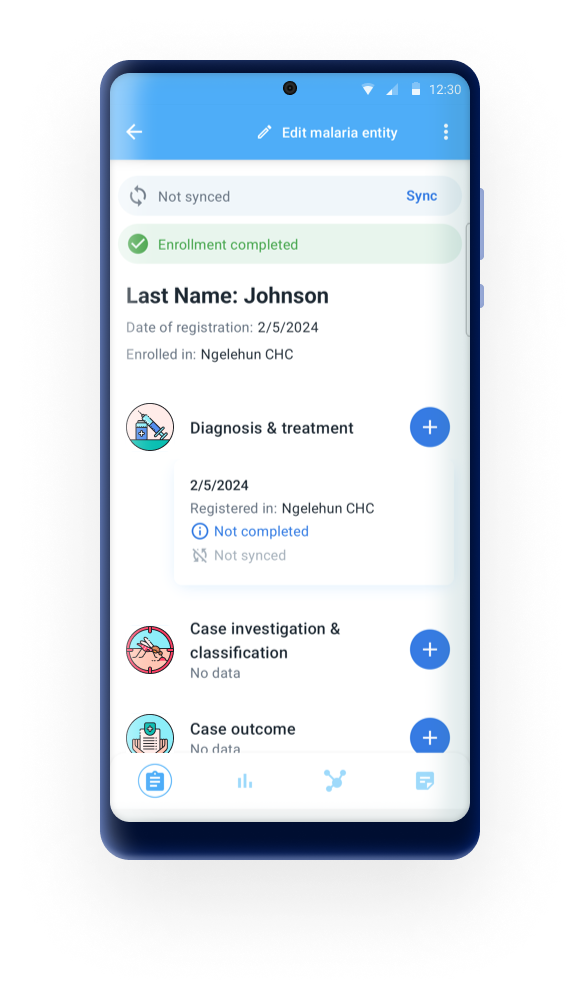 12:30
Edit malaria entity
Not synced Sync
Enrollment completed
Last Name: Johnson
Date of registration: 2/5/2024
Enrolled in: Ngelehun CHC
Diagnosis & treatment
2/5/2024
Registered in: Ngelehun CHC
Not completed
Not synced
Case investigation &
classification
No data
Case outcome
No data